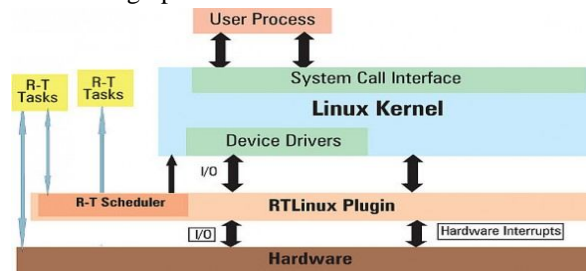 User Process
System Call Interface
R-T
Tasks
R-T
Tasks
Linux Kernel
Device Drivers
I/O
R-T Scheduler
RTLinux Plugin
I/O
Hardware Interrupts
Hardware